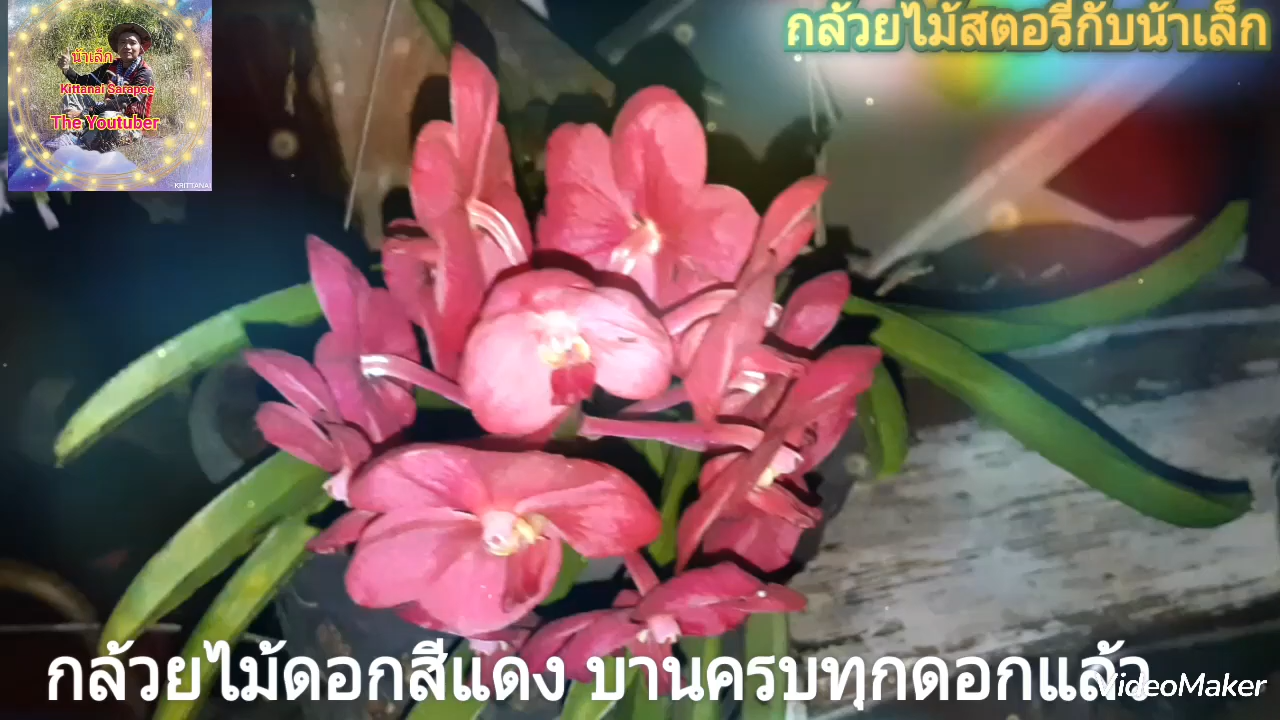 น้าเล็ก
Kittanai Sarapee
The Youtuber
KRITTANAI
กล้วยไม้สตอรี่กับน้าเล็ก
กล้วยไม้ดอกสีแดง บานครบทุกดอกแล้ว
VideoMaker